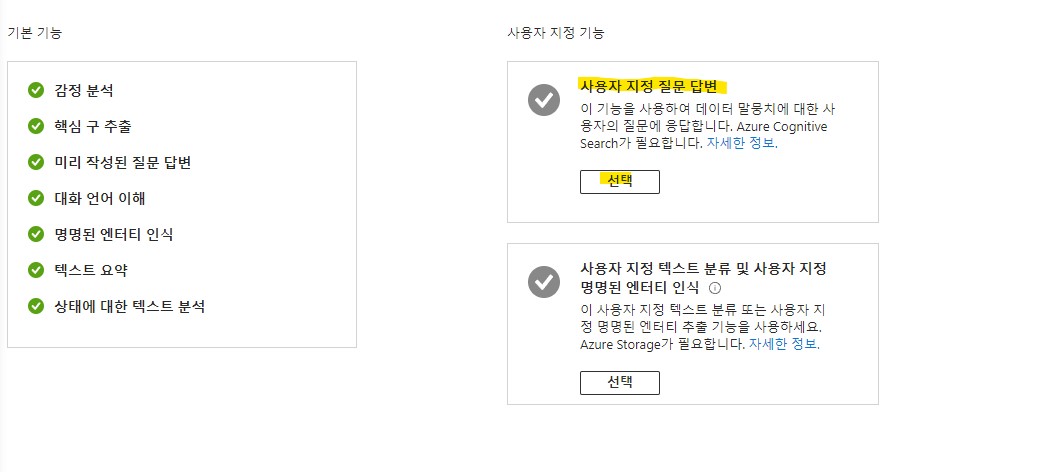 기본 기능
감정 분석
핵심 구 추출
미리 작성된 질문 답변
대화 언어 이해
명명된 엔터티 인식
텍스트 요약
상태에 대한 텍스트 분석
사용자 지정 기능
사용자 지정 질문 답변
이 기능을 사용하여 데이터 말뭉치에 대한 사
용자의 질문에 응답합니다. Azure Cognitive
Search가 필요합니다. 자세한 정보.
선택
사용자 지정 텍스트 분류 및 사용자 지정
명명된 엔터티 인식
이 사용자 지정 텍스트 분류 또는 사용자 지
정 명명된 엔터티 추출 기능을 사용하세요.
Azure Storage가 필요합니다. 자세한 정보.
선택